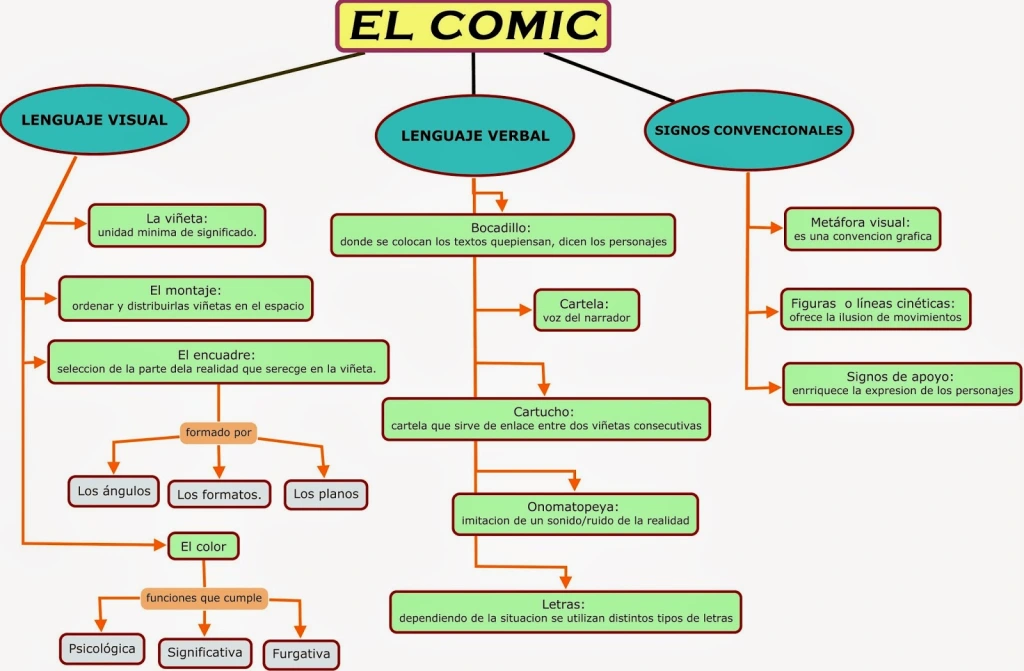 EL COMIC
LENGUAJE VISUAL
La viñeta:
unidad minima de significado.
El montaje:
ordenar y distribuirlas viñetas en el espacio
El encuadre:
seleccion de la parte dela realidad que serecge en la viñeta.
formado por
Los ángulos
Los formatos.
Los planos
El color
funciones que cumple
Psicológica
Significativa
Furgativa
LENGUAJE VERBAL
Bocadillo:
donde se colocan los textos quepiensan, dicen los personajes
Cartela:
voz del narrador
Cartucho:
cartela que sirve de enlace entre dos viñetas consecutivas
Onomatopeya:
imitacion de un sonido/ruido de la realidad
Letras:
dependiendo de la situacion se utilizan distintos tipos de letras
SIGNOS CONVENCIONALES
Metáfora visual:
es una convencion grafica
Figuras o líneas cinéticas:
ofrece la ilusion de movimientos
Signos de apoyo:
enrriquece la expresion de los personajes